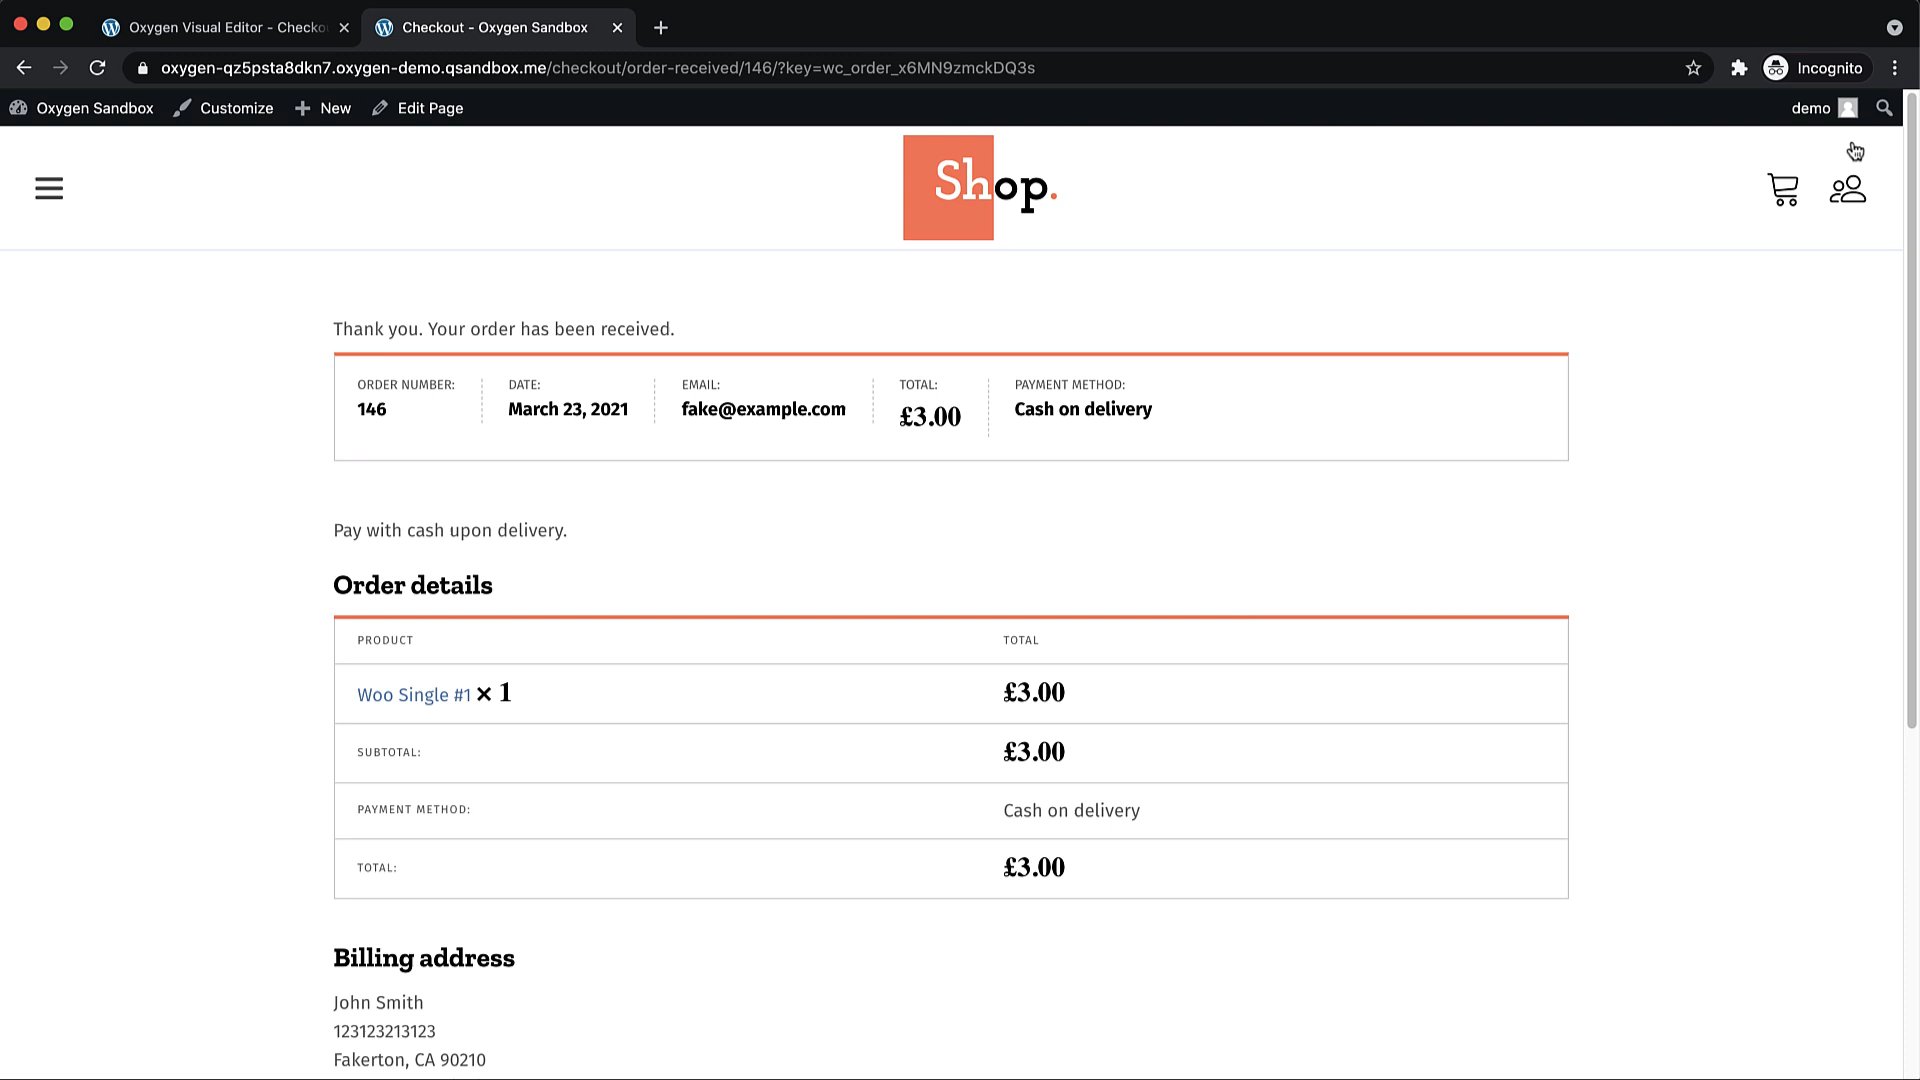 Oxygen Visual Editor - Checko
Checkout - Oxygen Sandbox
oxygen-qz5psta8dkn7.oxygen-demo.qsandbox.me/checkout/order-received/146/?key=wc_order_x6MN9zmckDQ3s
Incognito
Oxygen Sandbox
Customize
New
Edit Page
demo
Shop.
Thank you. Your order has been received.
ORDER NUMBER: DATE: EMAIL: TOTAL: PAYMENT METHOD:
146 March 23, 2021 fake@example.com £3.00 Cash on delivery
Pay with cash upon delivery.
Order details
PRODUCT TOTAL
Woo Single #1 × 1 £3.00
SUBTOTAL: £3.00
PAYMENT METHOD: Cash on delivery
TOTAL: £3.00
Billing address
John Smith
123123213123
Fakerton, CA 90210